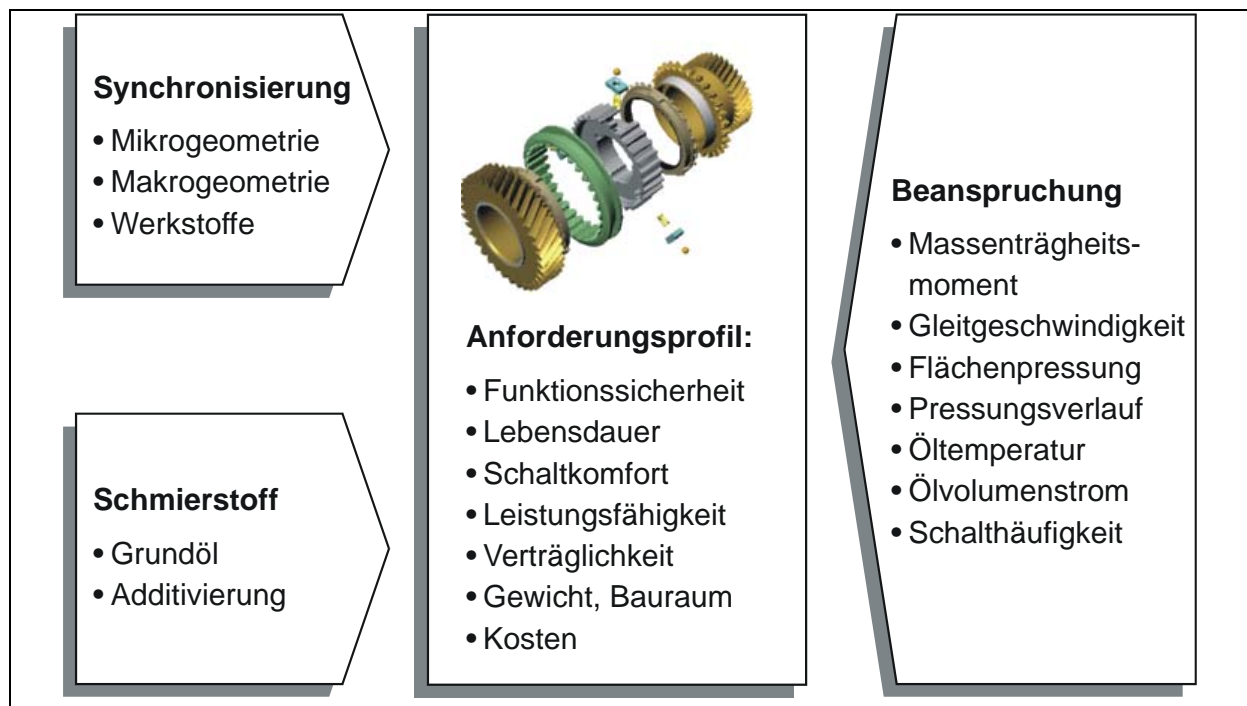 Synchronisierung
• Mikrogeometrie
• Makrogeometrie
• Werkstoffe
Schmierstoff
• Grundöl
• Additivierung
Anforderungsprofil:
• Funktionssicherheit
• Lebensdauer
• Schaltkomfort
• Leistungsfähigkeit
• Verträglichkeit
• Gewicht, Bauraum
• Kosten
Beanspruchung
• Massenträgheits-
moment
• Gleitgeschwindigkeit
• Flächenpressung
• Pressungsverlauf
• Öltemperatur
• Ölvolumenstrom
• Schalthäufigkeit